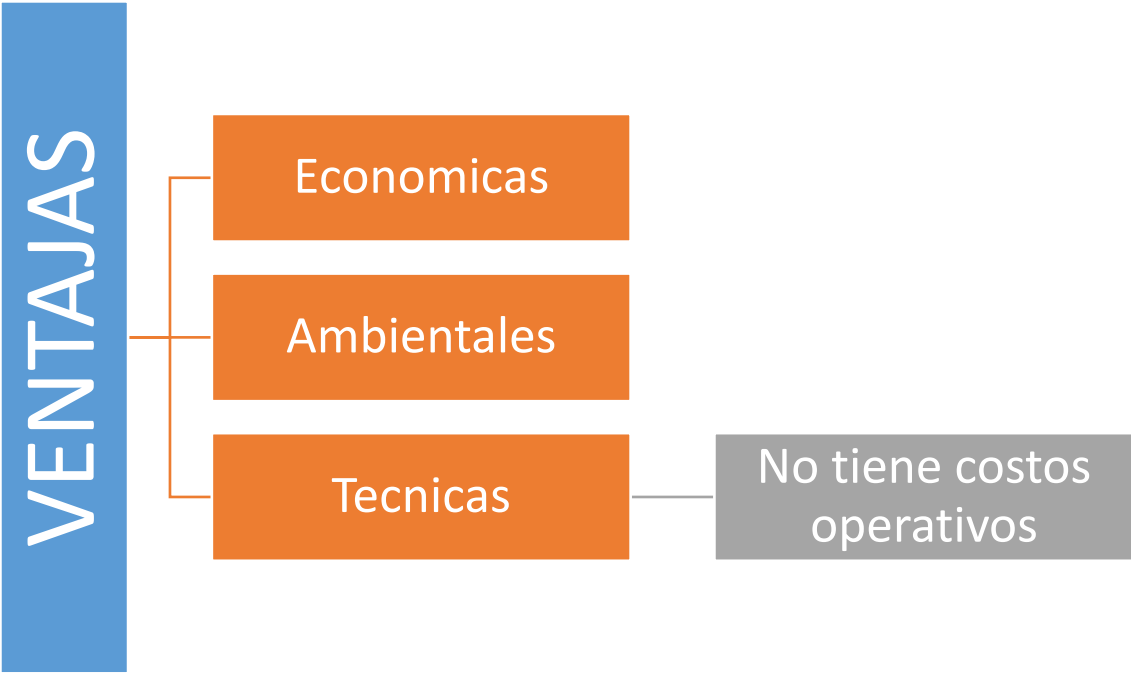 VENTAJAS
Economicas
Ambientales
Tecnicas
No tiene costos
operativos